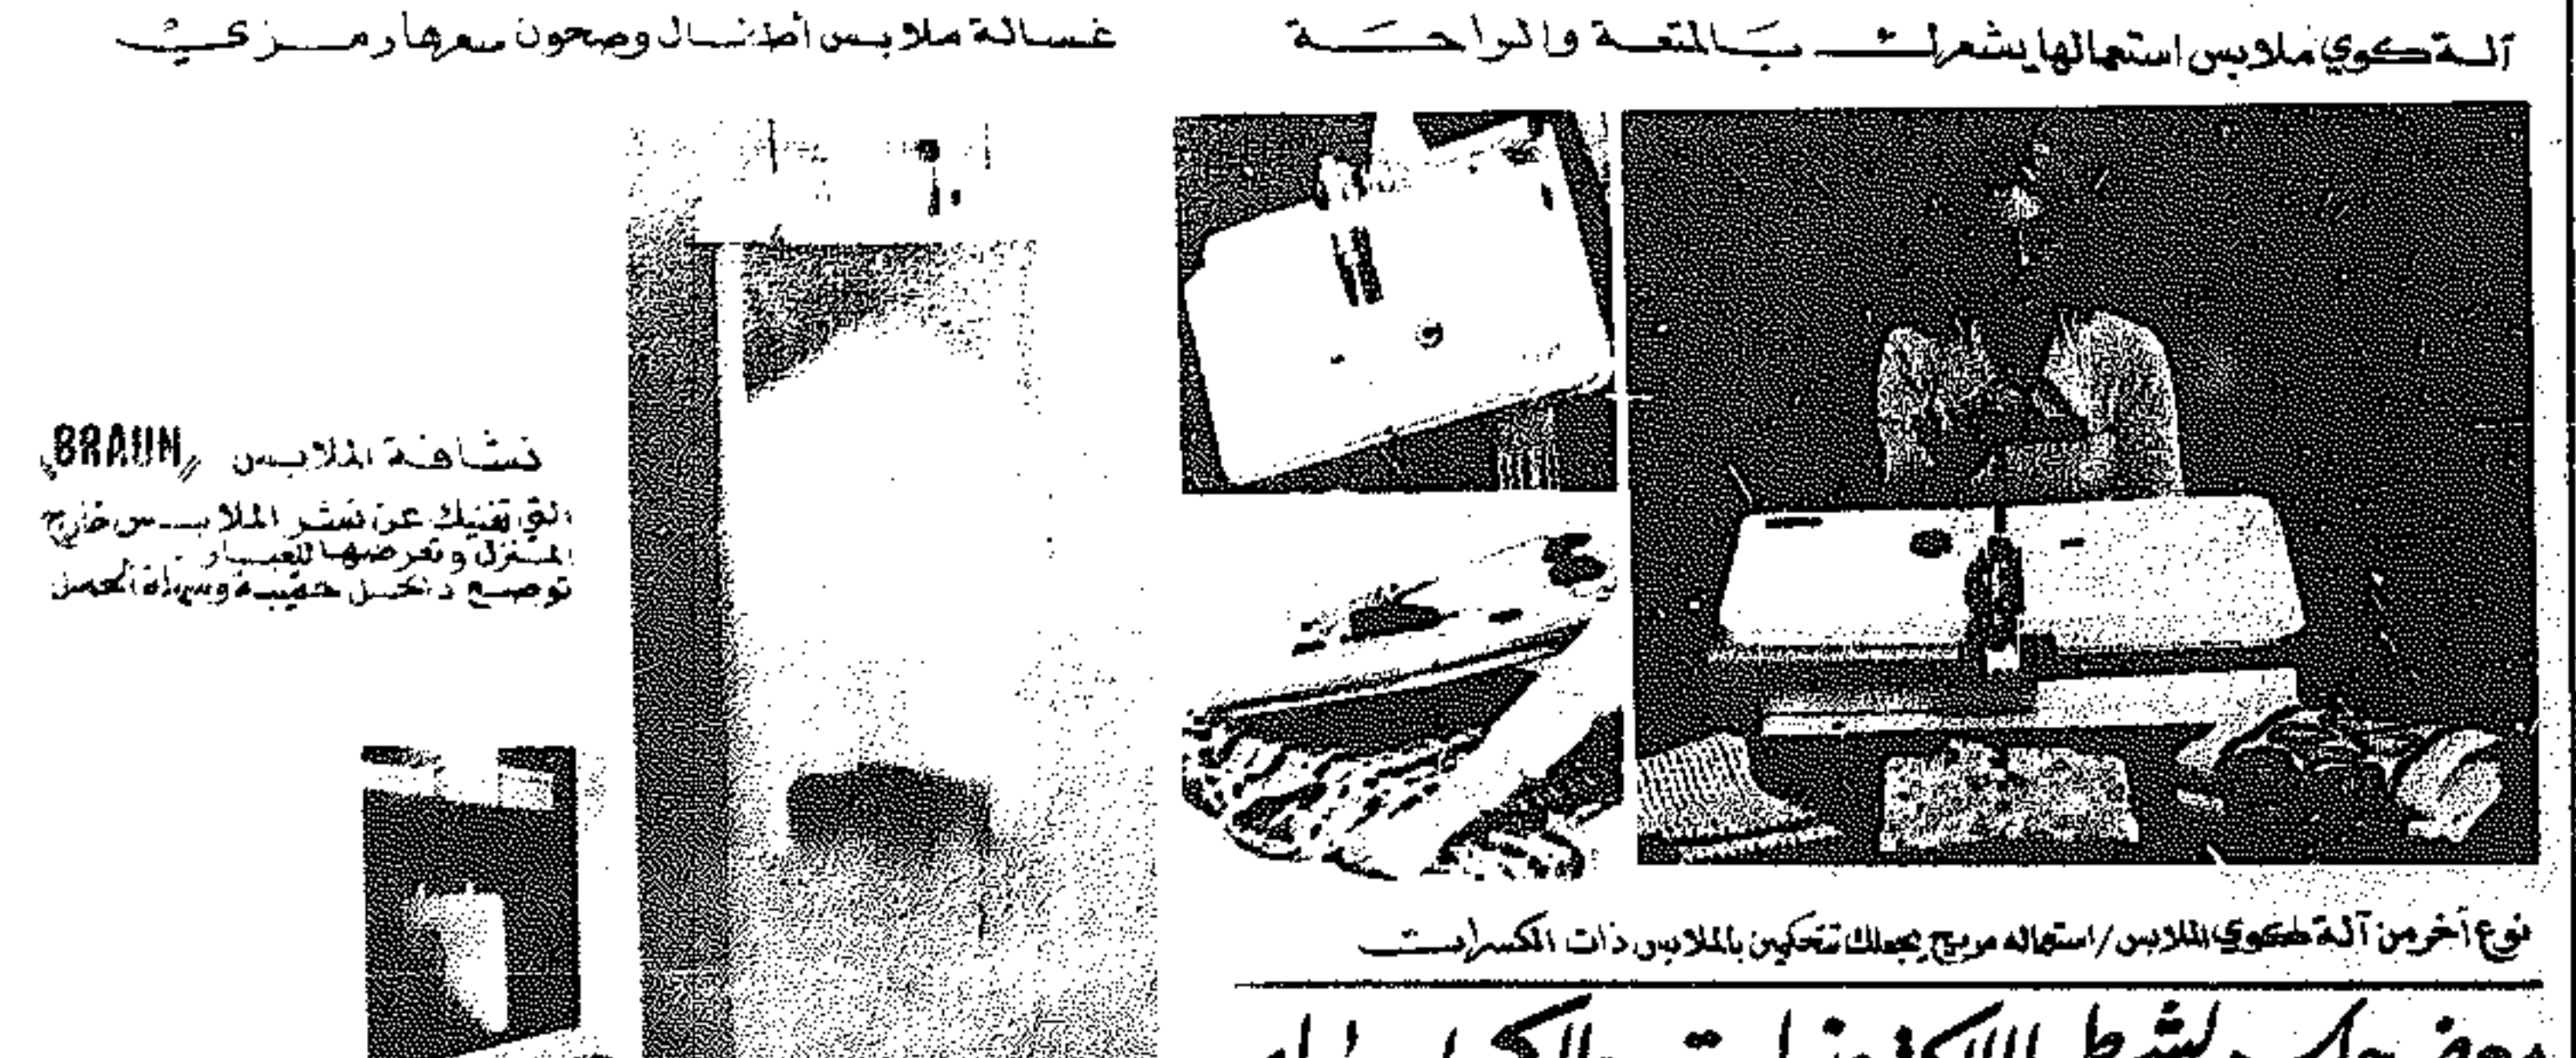 آلة كوي ملابس استعمالها يشعرك بالمتعة والراحة
غسالة ملابس أطفال وصحون سعرها رمزي
نشافة الملابس „BRAUN„
التي تغنيك عن نشر الملابس خارج
المنزل وتعرضها للغبار
توضع داخل حقيبة وسهلة الحمل
نوع آخر من آلة كوي الملابس / استعماله مريح يجعلك تتحكمين بالملابس ذات الكسرات